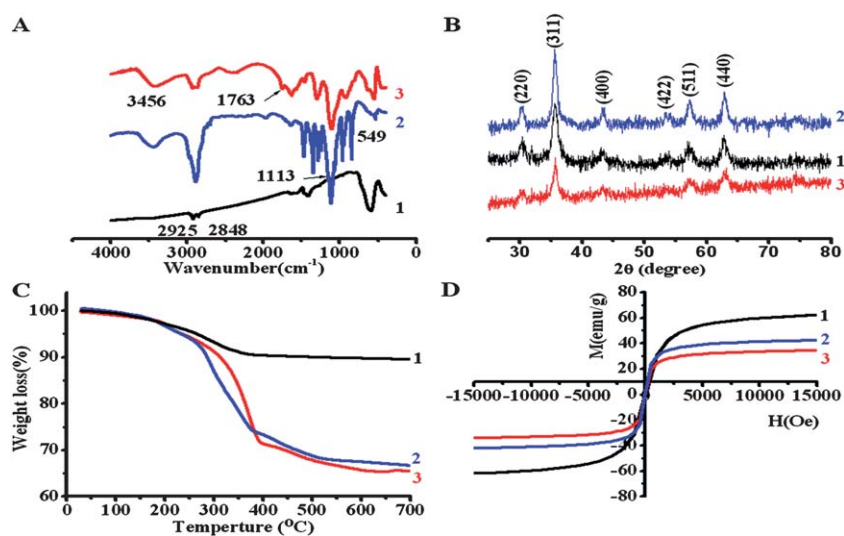 A
3456
1763
3
2
549
1113
1
2925 2848
4000 3000 2000 1000 0
Wavenumber(cm-1)
B
(220)
(311)
(400)
(422)
(511)
(440)
2
1
3
30 40 50 60 70 80
2θ (degree)
C
Weight loss(%)
100
90
80
70
60
1
2
3
0 100 200 300 400 500 600 700
Temperture (OC)
D
M(emu/g)
80
60
40
20
0
1
2
3
-15000 -10000 -5000
5000 10000 15000
H(Oe)
-20
-40
-60
-80